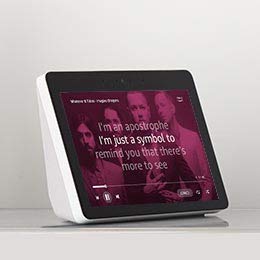 Whatever It Takes - Imagine Dragons
I'm an apostrophe
I'm just a symbol to
remind you that there's
more to see
LYRICS